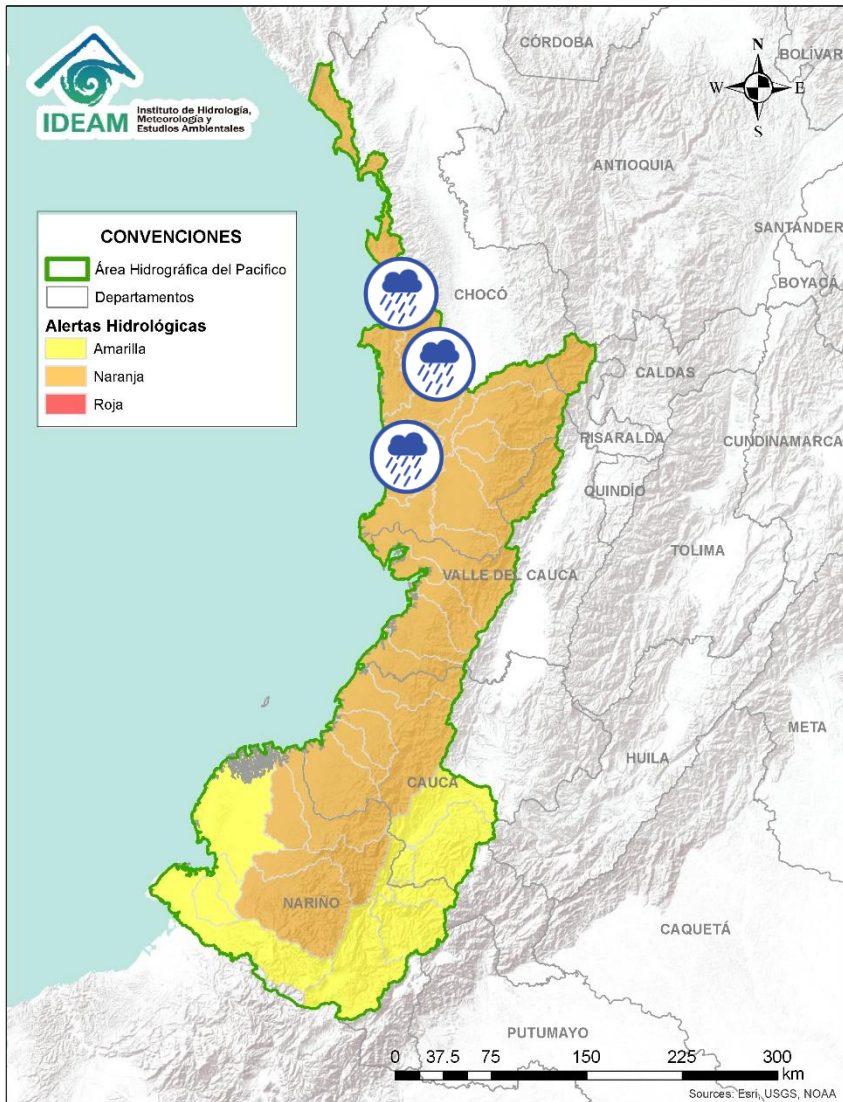 IDEAM
Instituto de Hidrología,
Meteorología y
Estudios Ambientales
N
W
E
S
CONVENCIONES
Área Hidrográfica del Pacifico
Departamentos
Alertas Hidrológicas
Amarilla
Naranja
Roja
CÓRDOBA
BOLÍVAR
ANTIOQUIA
SANTANDER
BOYACÁ
CHOCÓ
CALDAS
RISARALDA
CUNDINAMARCA
QUINDÍO
TOLIMA
VALLE DEL CAUCA
META
HUILA
CAUCA
NARIÑO
CAQUETÁ
PUTUMAYO
0 37.5 75 150 225 300
km
Sources: Esri, USGS, NOAA